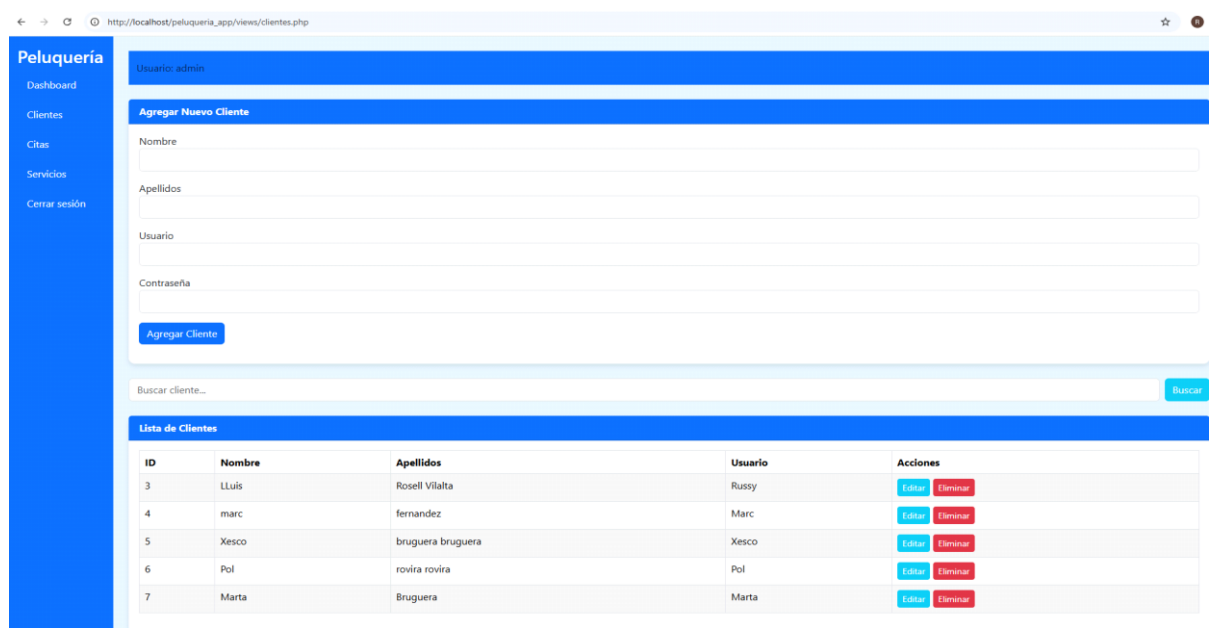 http://localhost/peluqueria_app/views/clientes.php
R
Peluquería
Dashboard
Clientes
Citas
Servicios
Cerrar sesión
Usuario: admin
Agregar Nuevo Cliente
Nombre
Apellidos
Usuario
Contraseña
Agregar Cliente
Buscar cliente...
Buscar
Lista de Clientes
ID Nombre Apellidos Usuario Acciones
3 LLuís Rosell Vilalta Russy Editar Eliminar
4 marc fernandez Marc Editar Eliminar
5 Xesco bruguera bruguera Xesco Editar Eliminar
6 Pol rovira rovira Pol Editar Eliminar
7 Marta Bruguera Marta Editar Eliminar